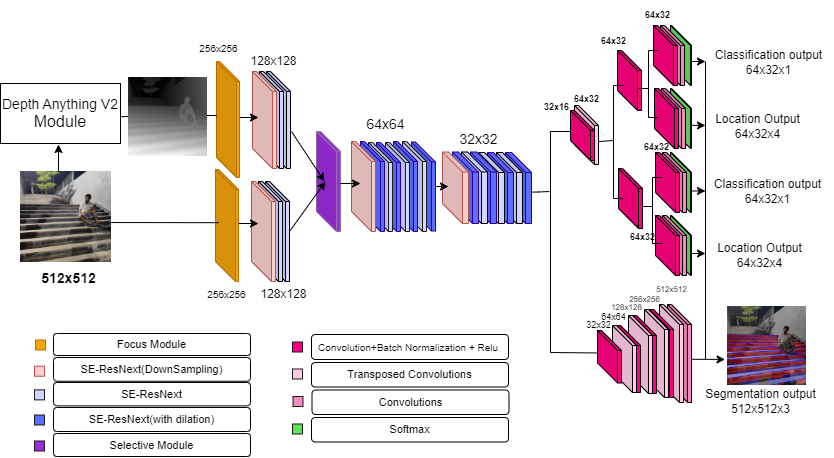 Depth Anything V2
Module
512x512
256x256
128x128
256x256
128x128
64x64
32x32
32x16
64x32
64x32
64x32
64x32
64x32
64x32
64x32
Classification output
64x32x1
Location Output
64x32x4
Classification output
64x32x1
Location Output
64x32x4
32x32
64x64
128x128
256x256
512x512
Segmentation output
512x512x3
Focus Module
SE-ResNext(DownSampling)
SE-ResNext
SE-ResNext(with dilation)
Selective Module
Convolution+Batch Normalization + Relu
Transposed Convolutions
Convolutions
Softmax